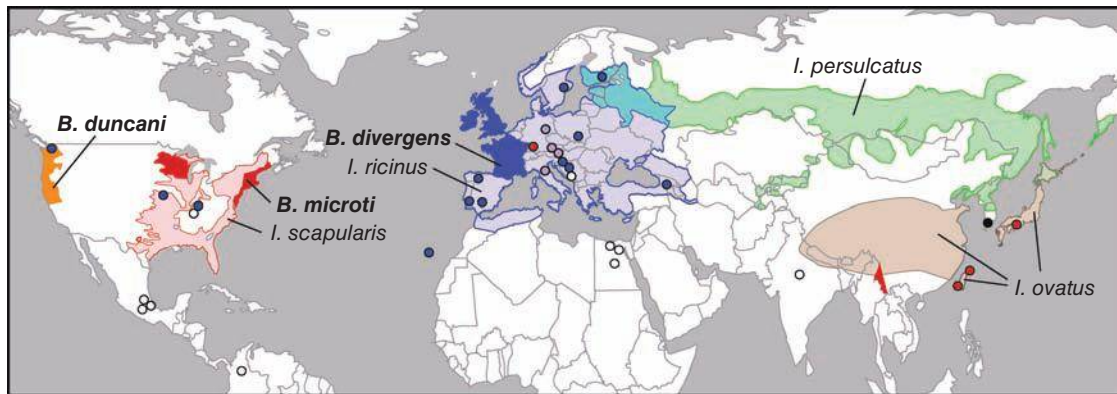 I. persulcatus
B. duncani
B. divergens
I. ricinus
B. microti
I. scapularis
I. ovatus